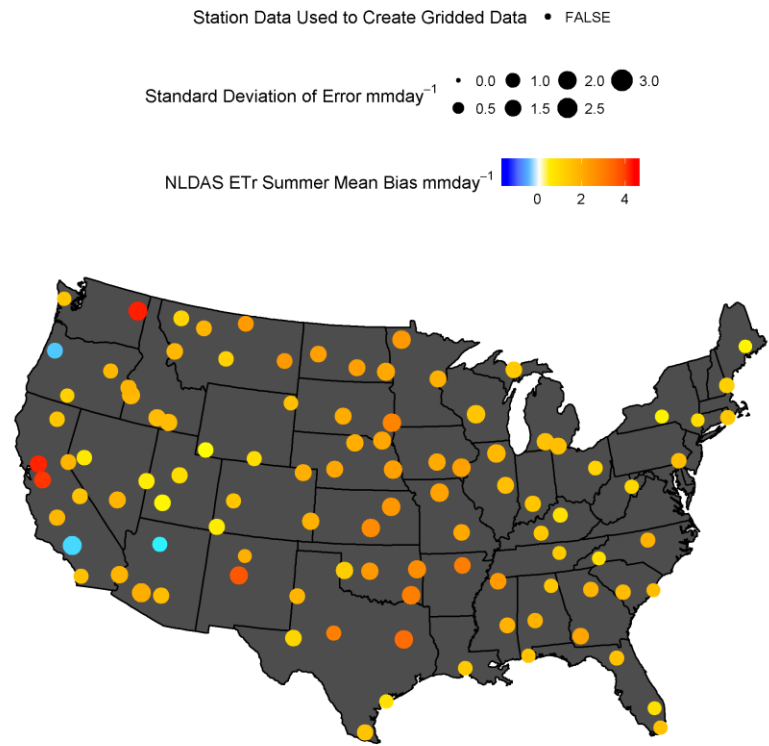 Station Data Used to Create Gridded Data FALSE
Standard Deviation of Error mmday⁻¹ 0.0 1.0 2.0 3.0
0.5 1.5 2.5
NLDAS ETr Summer Mean Bias mmday⁻¹
0 2 4